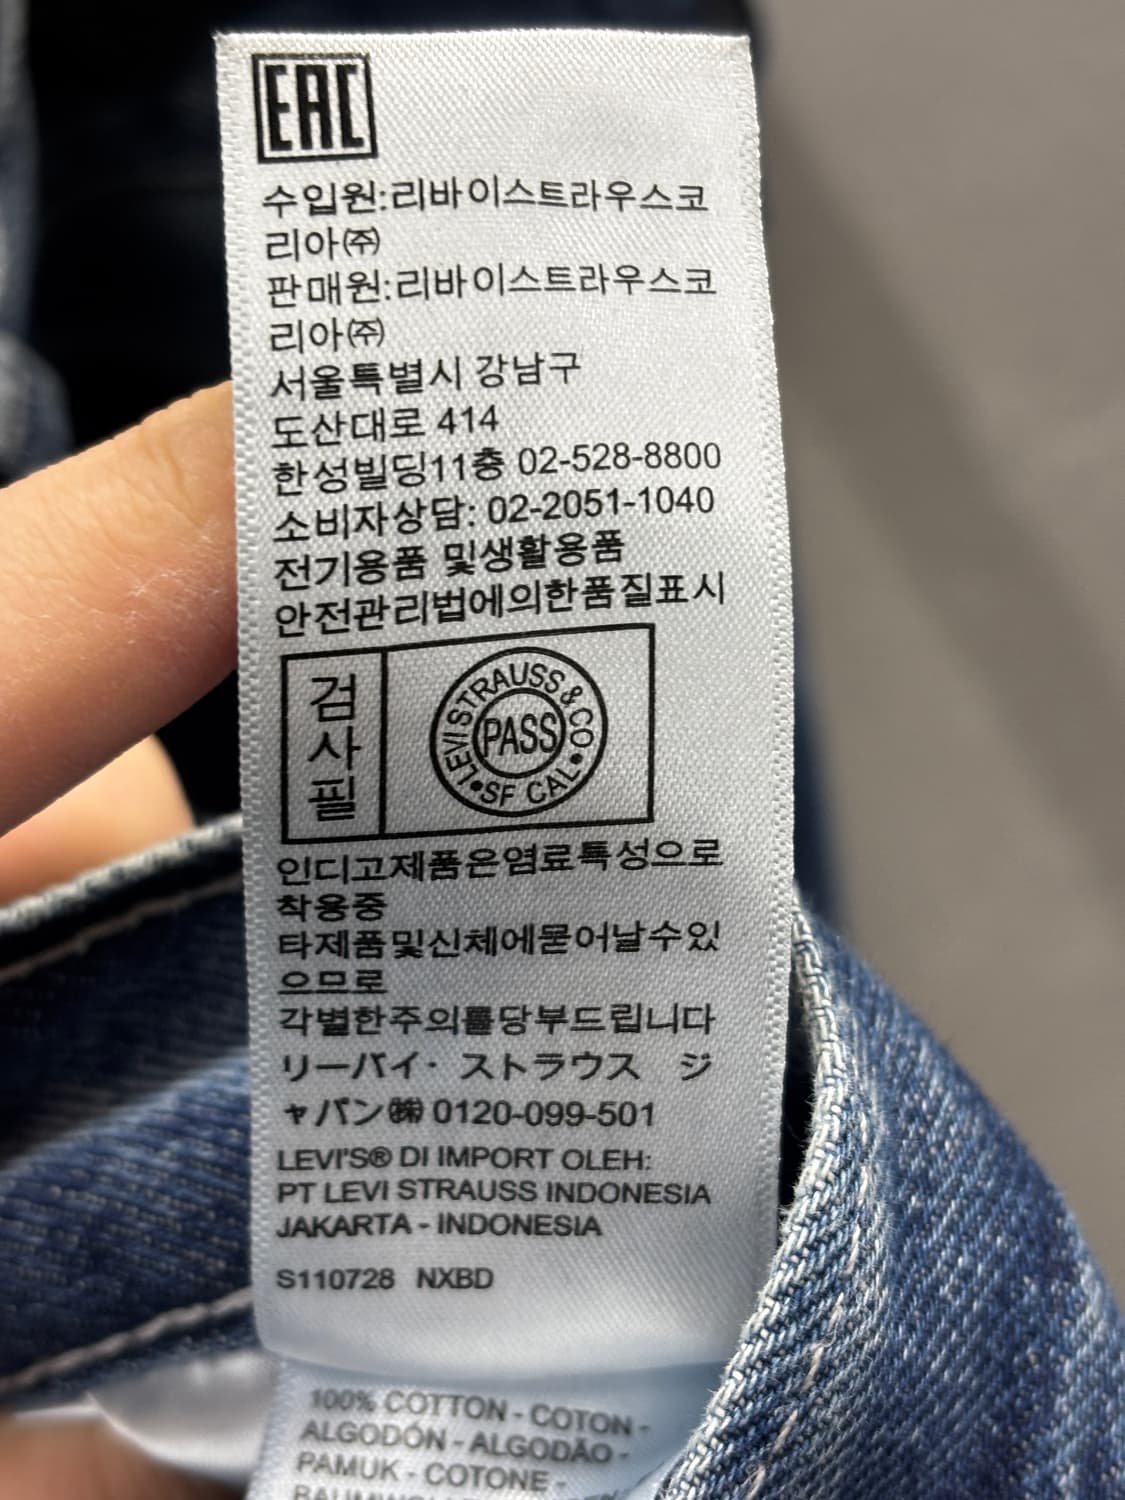 EAC
수입원:리바이스트라우스코
리아㈜
판매원:리바이스트라우스코
리아㈜
서울특별시 강남구
도산대로 414
한성빌딩11층 02-528-8800
소비자상담: 02-2051-1040
전기용품 및생활용품
안전관리법에의한품질표시
검사필
LEVI STRAUSS & CO
PASS
SF CAL
인디고제품은염료특성으로
착용중
타제품및신체에묻어날수있
으므로
각별한주의를당부드립니다
リーバイ・ストラウス　ジ
ャパン㈱ 0120-099-501
LEVI'S® DI IMPORT OLEH:
PT LEVI STRAUSS INDONESIA
JAKARTA - INDONESIA
S110728 NXBD
100% COTTON - COTON -
ALGODÓN - ALGODÃO -
PAMUK - COTONE -